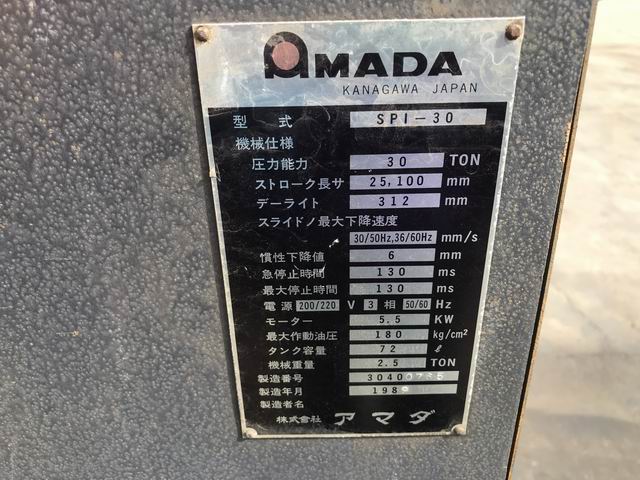 AMADA
KANAGAWA JAPAN
型式 SPI-30
機械仕様
圧力能力 30 TON
ストローク長サ 25,100 mm
デーライト 312 mm
スライドノ最大下降速度
30/50Hz,36/60Hz mm/s
慣性下降値 6 mm
急停止時間 130 ms
最大停止時間 130 ms
電源 200/220 V 3 相 50/60 Hz
モーター 5.5 KW
最大作動油圧 180 kg/cm²
タンク容量 72 ℓ
機械重量 2.5 TON
製造番号
製造年月
製造者名
株式会社 アマダ